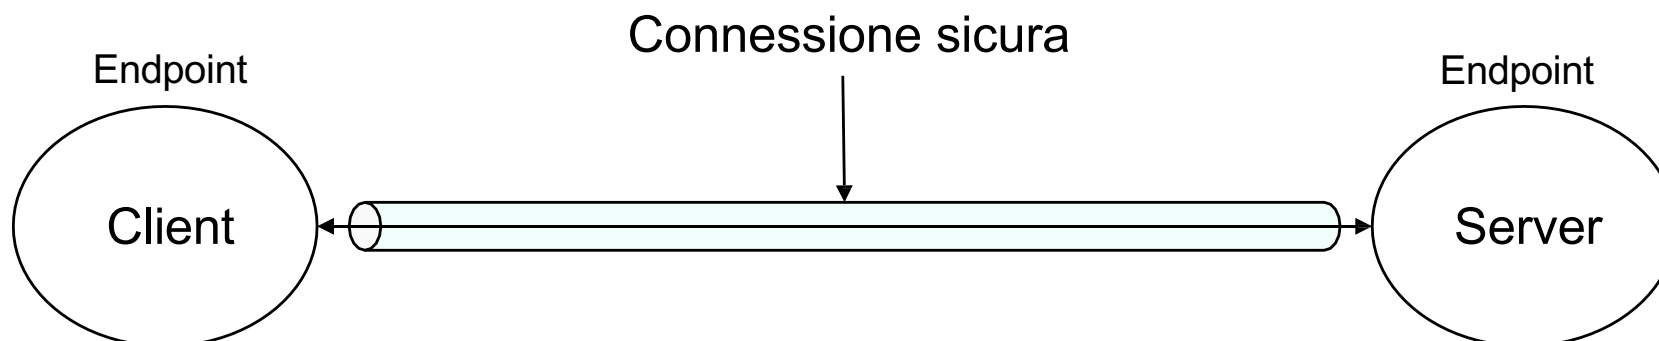 Connessione sicura
Endpoint
Endpoint
Client
Server